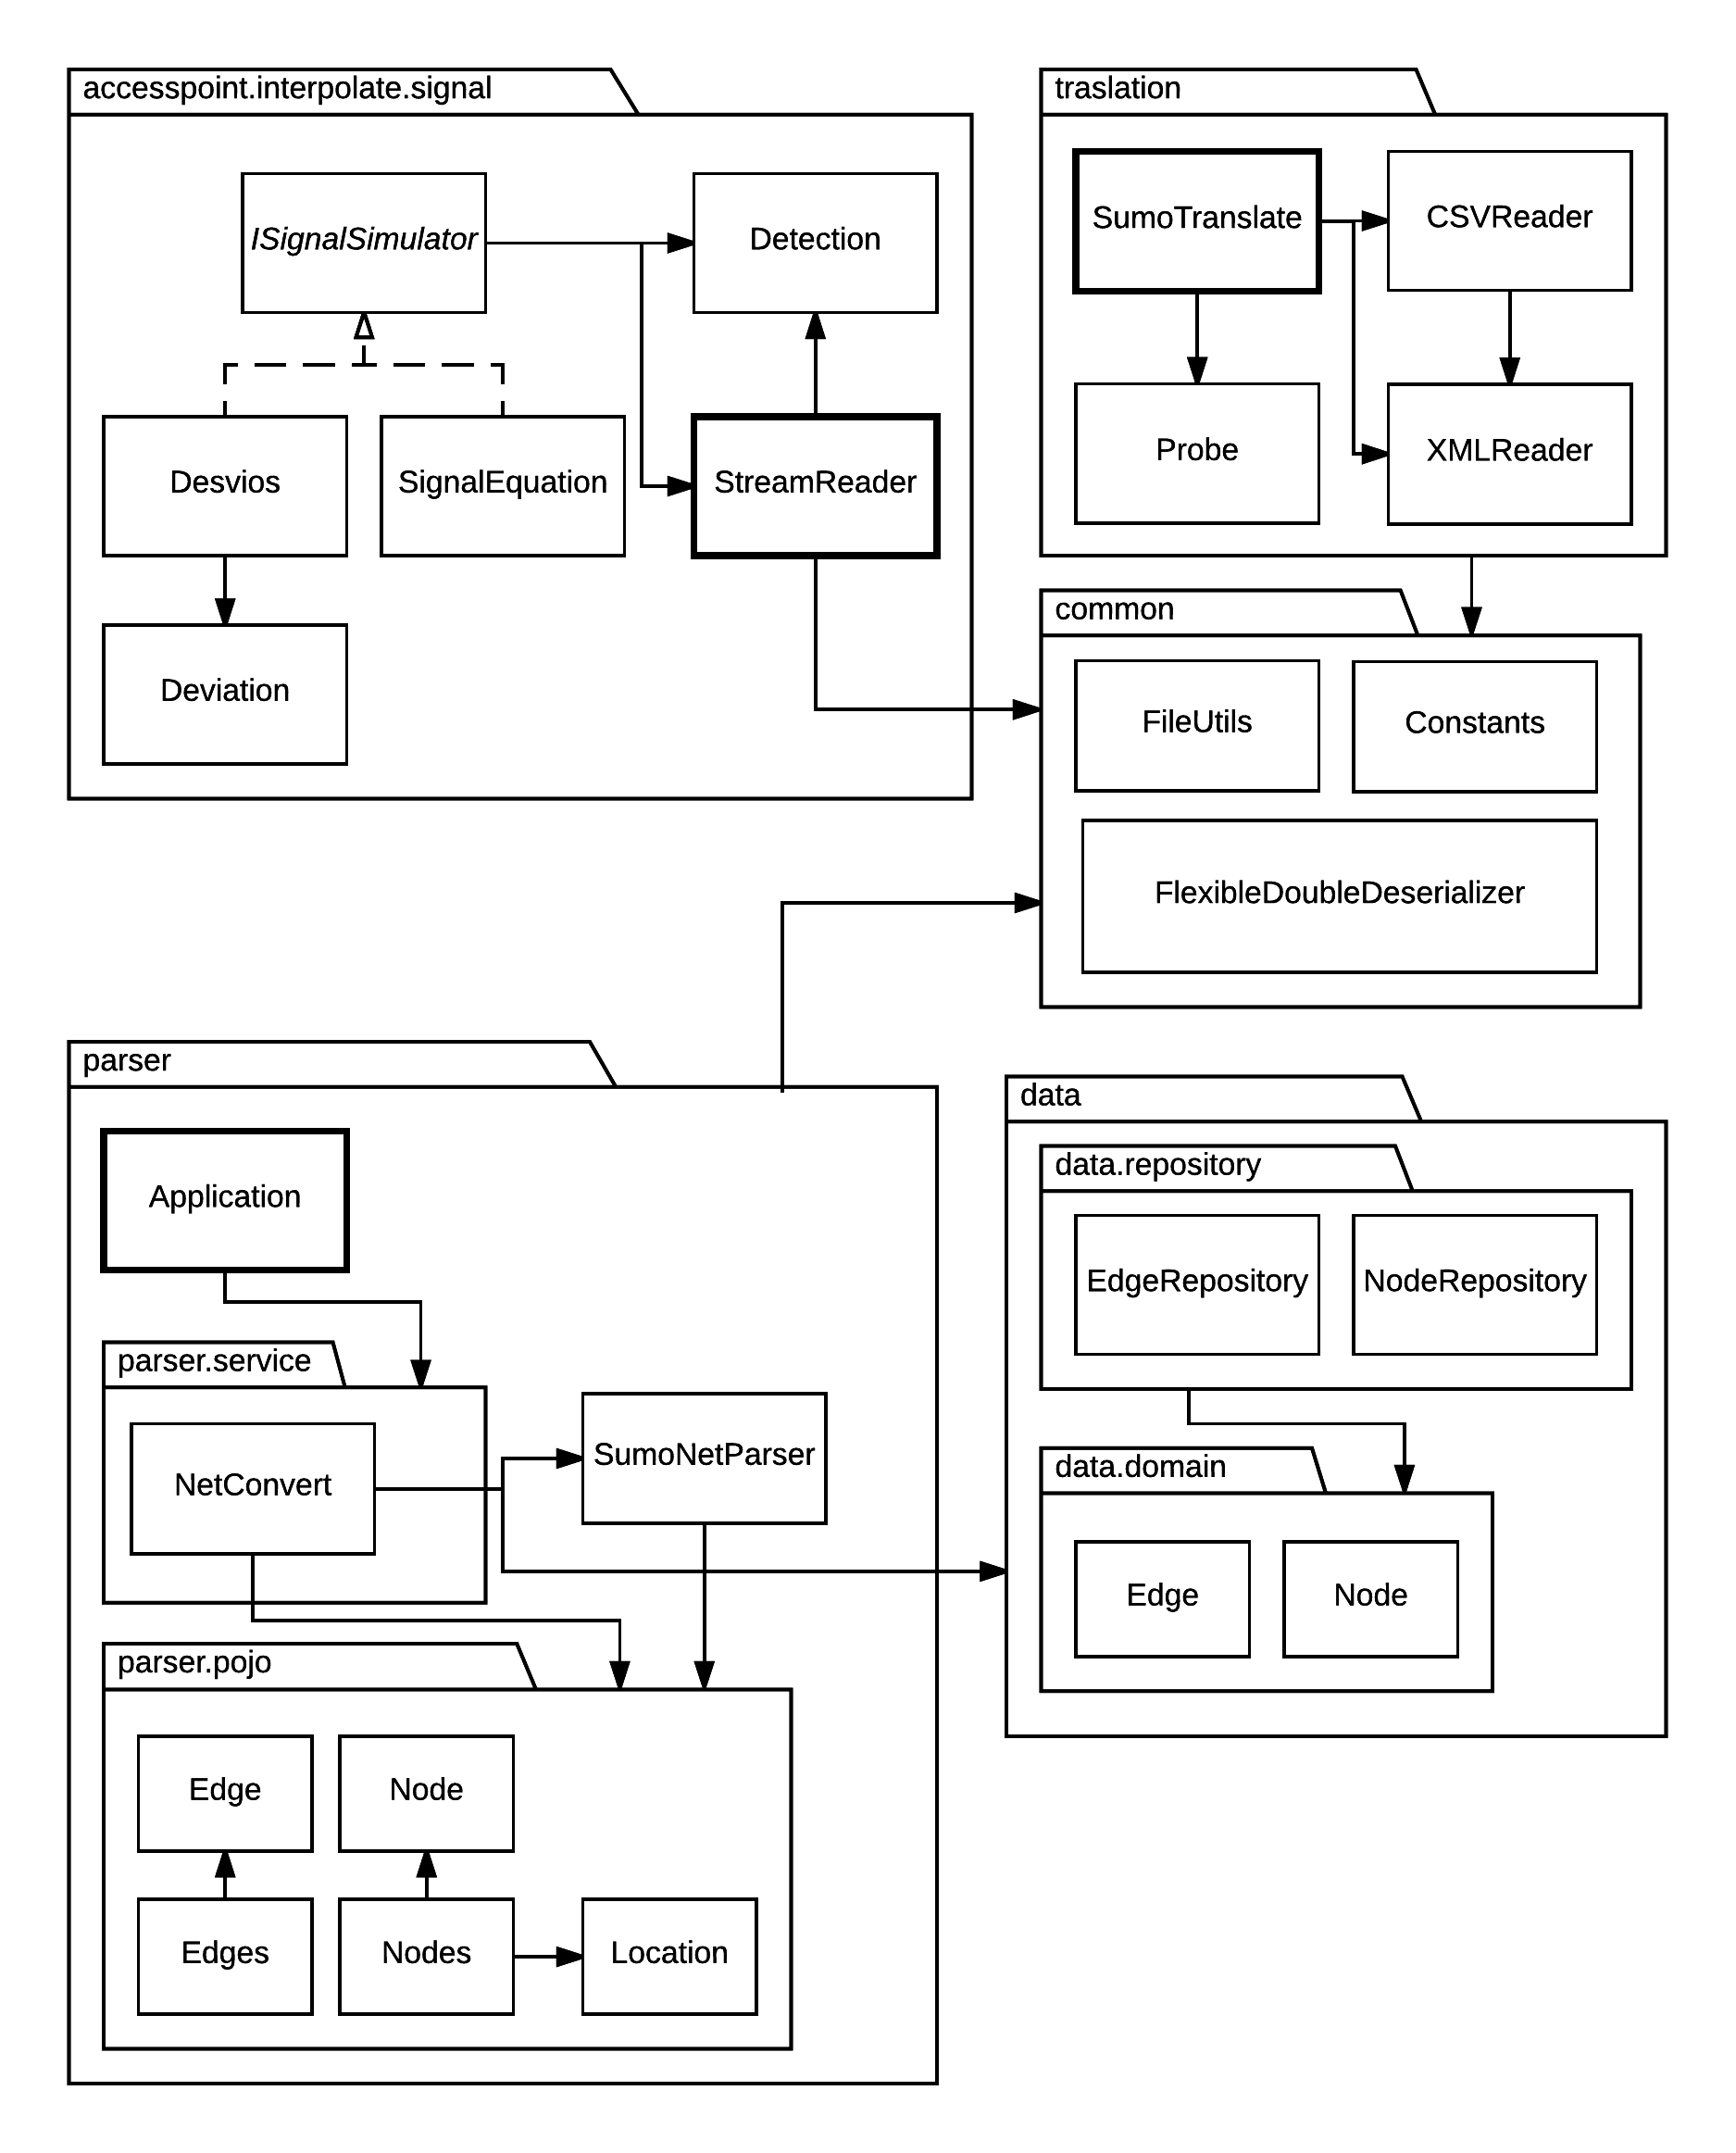 accesspoint.interpolate.signal
ISignalSimulator
Detection
Desvios
SignalEquation
StreamReader
Deviation
traslation
SumoTranslate
CSVReader
Probe
XMLReader
common
FileUtils
Constants
FlexibleDoubleDeserializer
parser
Application
parser.service
NetConvert
SumoNetParser
parser.pojo
Edge
Node
Edges
Nodes
Location
data
data.repository
EdgeRepository
NodeRepository
data.domain
Edge
Node